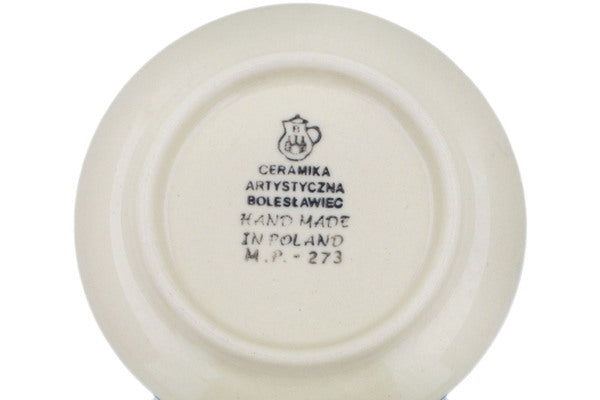 B
CERAMIKA
ARTYSTYCZNA
BOLESŁAWIEC
HAND MADE
IN POLAND
M.P. - 273